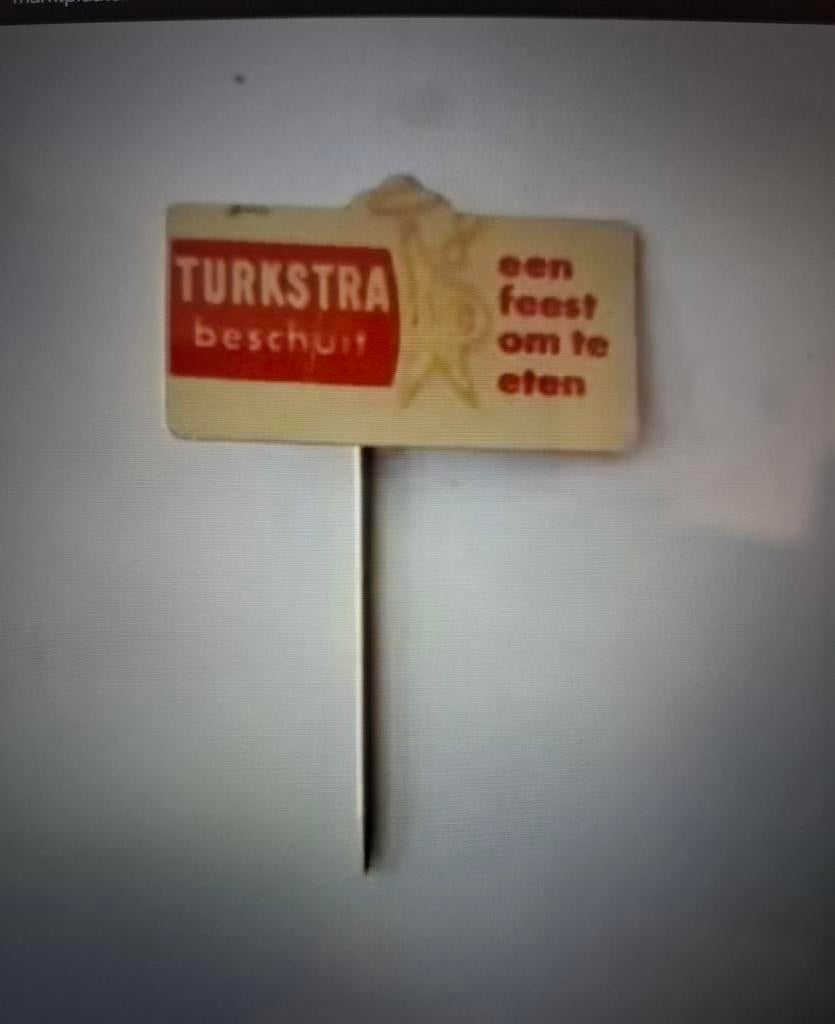 TURKSTRA
beschuit
een
feest
om te
eten